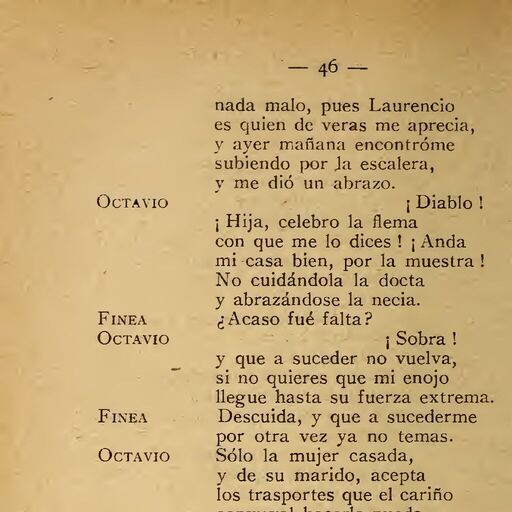 — 46 —
nada malo, pues Laurencio
es quien de veras me aprecia,
y ayer mañana encontróme
subiendo por la escalera,
y me dió un abrazo.
OCTAVIO ¡ Diablo !
¡ Hija, celebro la flema
con que me lo dices ! ¡ Anda
mi casa bien, por la muestra !
No cuidándola la docta
y abrazándose la necia.
FINEA ¿Acaso fué falta?
OCTAVIO ¡ Sobra !
y que a suceder no vuelva,
si no quieres que mi enojo
llegue hasta su fuerza extrema.
FINEA Descuida, y que a sucederme
por otra vez ya no temas.
OCTAVIO Sólo la mujer casada,
y de su marido, acepta
los trasportes que el cariño